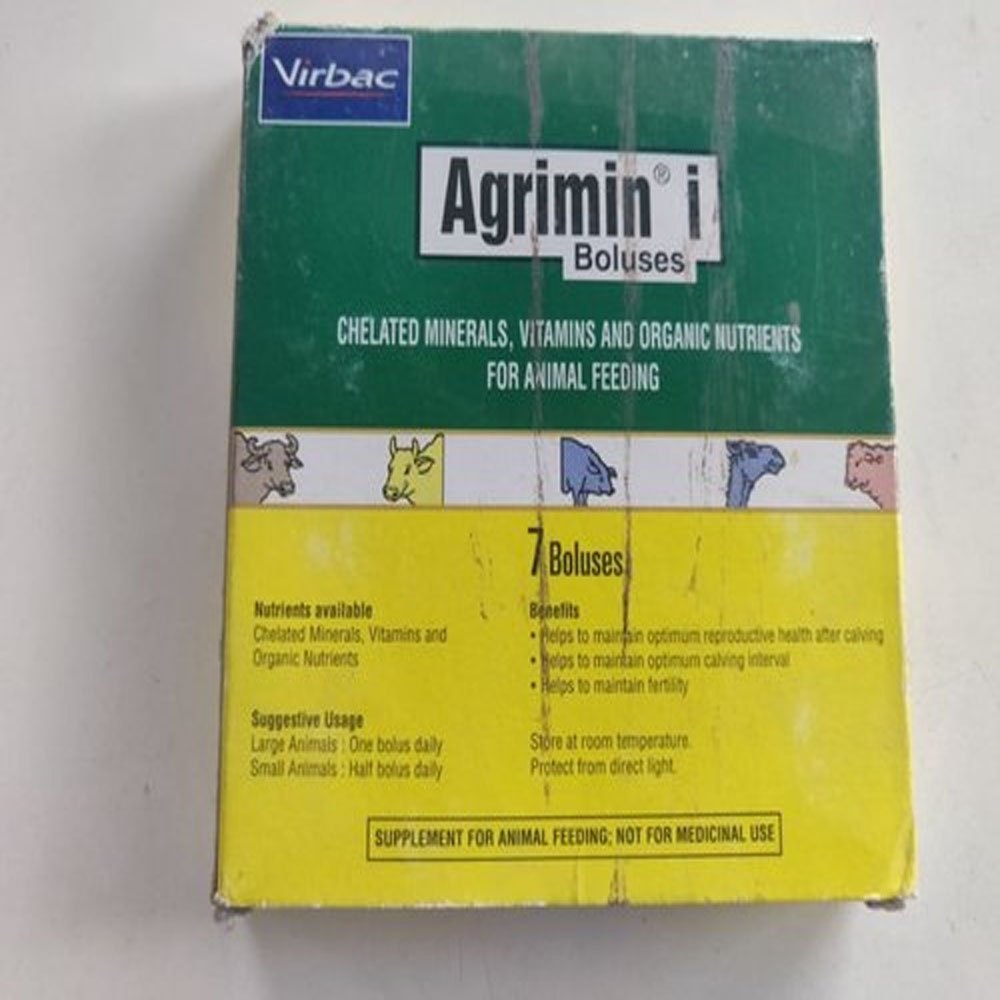 Virbac
Agrimin® i
Boluses
CHELATED MINERALS, VITAMINS AND ORGANIC NUTRIENTS
FOR ANIMAL FEEDING
7 Boluses
Nutrients available
Chelated Minerals, Vitamins and
Organic Nutrients
Benefits
• Helps to maintain optimum reproductive health after calving
• Helps to maintain optimum calving interval
• Helps to maintain fertility
Suggestive Usage
Large Animals : One bolus daily
Small Animals : Half bolus daily
Store at room temperature.
Protect from direct light.
SUPPLEMENT FOR ANIMAL FEEDING; NOT FOR MEDICINAL USE